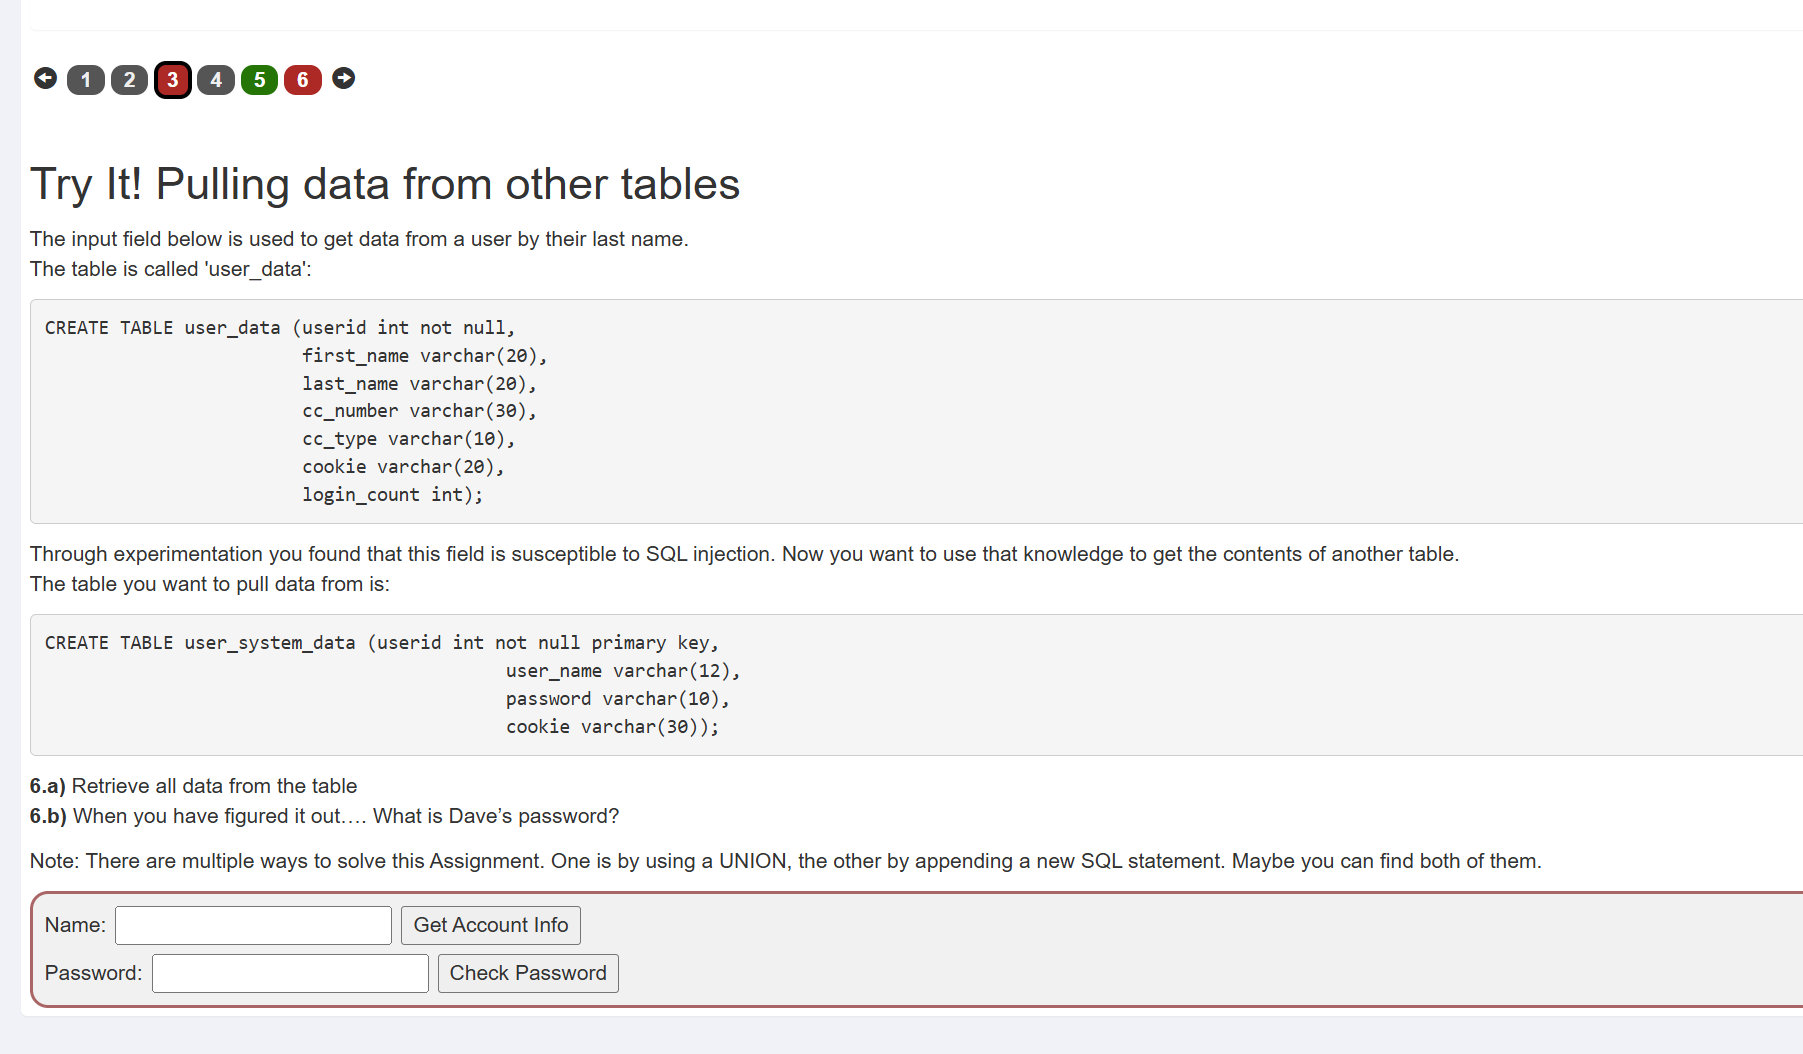 1 2 3 4 5 6
Try It! Pulling data from other tables
The input field below is used to get data from a user by their last name.
The table is called 'user_data':
CREATE TABLE user_data (userid int not null,
first_name varchar(20),
last_name varchar(20),
cc_number varchar(30),
cc_type varchar(10),
cookie varchar(20),
login_count int);
Through experimentation you found that this field is susceptible to SQL injection. Now you want to use that knowledge to get the contents of another table.
The table you want to pull data from is:
CREATE TABLE user_system_data (userid int not null primary key,
user_name varchar(12),
password varchar(10),
cookie varchar(30));
6.a) Retrieve all data from the table
6.b) When you have figured it out.... What is Dave’s password?
Note: There are multiple ways to solve this Assignment. One is by using a UNION, the other by appending a new SQL statement. Maybe you can find both of them.
Name: Get Account Info
Password: Check Password